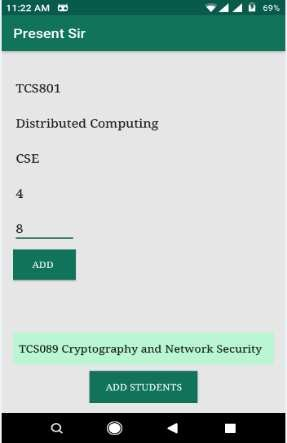 11:22 AM 69%
Present Sir
TCS801
Distributed Computing
CSE
4
8
ADD
TCS089 Cryptography and Network Security
ADD STUDENTS